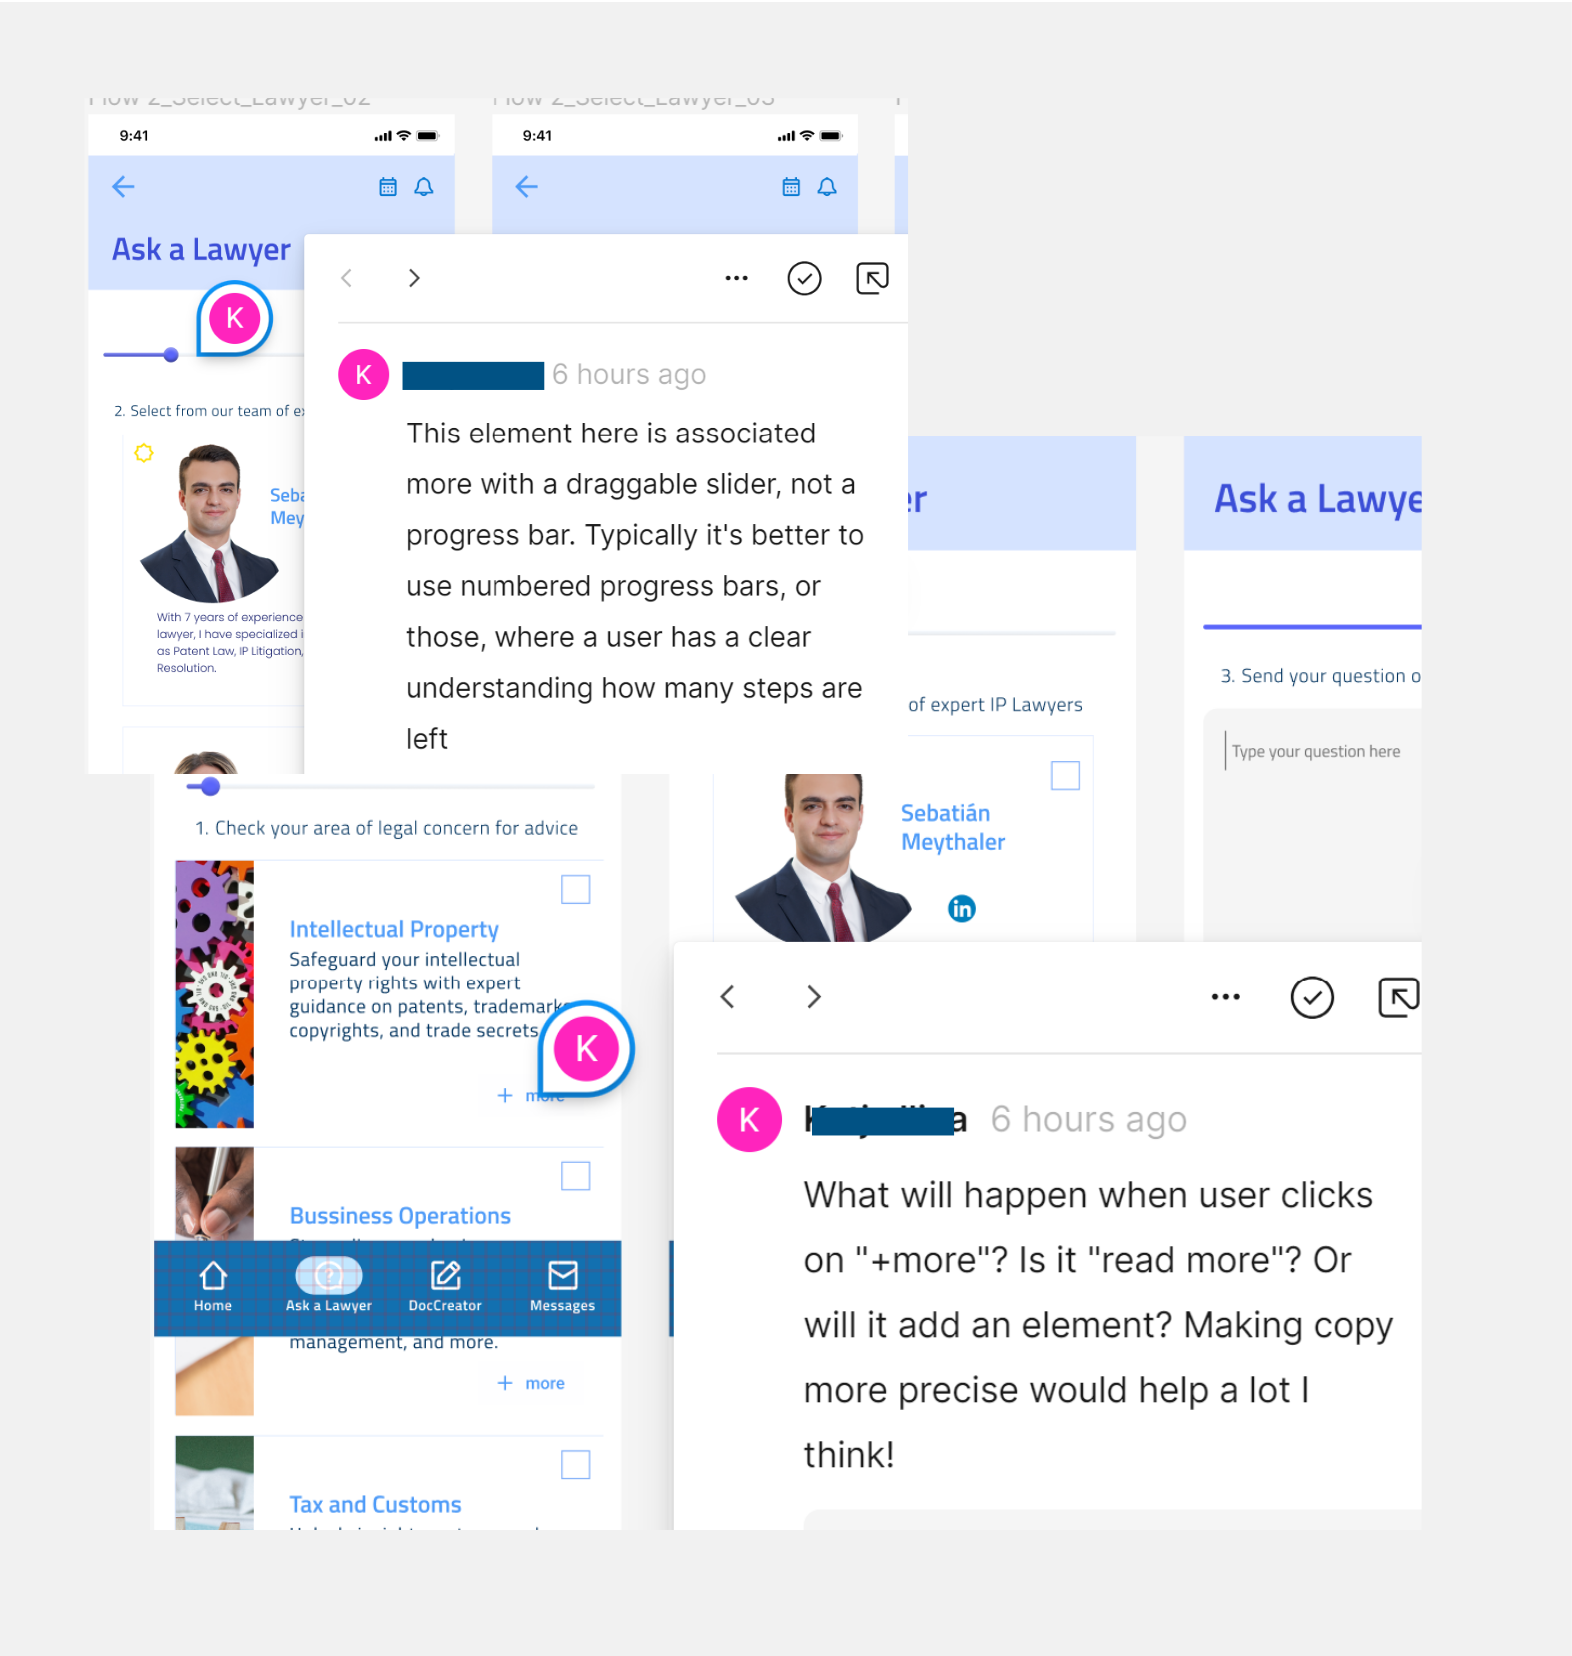 Flow 2_Select_Lawyer_02
Flow 2_Select_Lawyer_03
9:41
9:41
Ask a Lawyer
K
K
6 hours ago
This element here is associated
more with a draggable slider, not a
progress bar. Typically it's better to
use numbered progress bars, or
those, where a user has a clear
understanding how many steps are
left
2. Select from our team of ex
Seba
Mey
With 7 years of experience
lawyer, I have specialized i
as Patent Law, IP Litigation,
Resolution.
er
Ask a Lawye
of expert IP Lawyers
3. Send your question o
Type your question here
Sebatián
Meythaler
in
1. Check your area of legal concern for advice
Intellectual Property
Safeguard your intellectual
property rights with expert
guidance on patents, trademarks
copyrights, and trade secrets
K
+ more
Bussiness Operations
Home
Ask a Lawyer
DocCreator
Messages
management, and more.
+ more
Tax and Customs
K
6 hours ago
What will happen when user clicks
on "+more"? Is it "read more"? Or
will it add an element? Making copy
more precise would help a lot I
think!